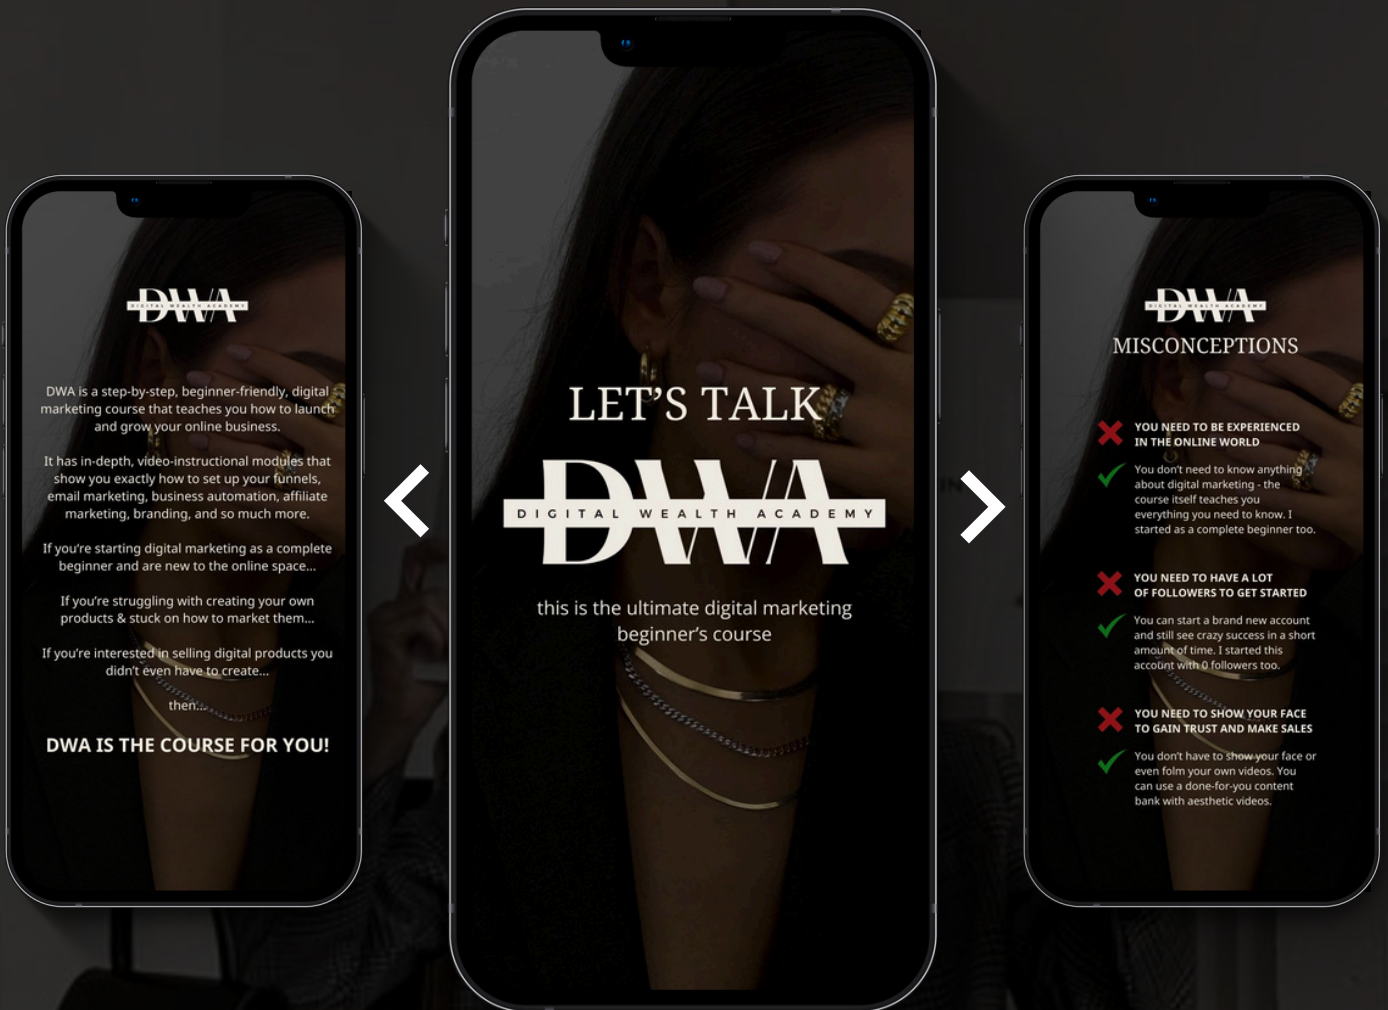 DWA
DIGITAL WEALTH ACADEMY
DWA is a step-by-step, beginner-friendly, digital
marketing course that teaches you how to launch
and grow your online business.
It has in-depth, video-instructional modules that
show you exactly how to set up your funnels,
email marketing, business automation, affiliate
marketing, branding, and so much more.
If you're starting digital marketing as a complete
beginner and are new to the online space...
If you're struggling with creating your own
products & stuck on how to market them...
If you're interested in selling digital products you
didn't even have to create...
then...
DWA IS THE COURSE FOR YOU!
LET'S TALK
DWA
DIGITAL WEALTH ACADEMY
this is the ultimate digital marketing
beginner's course
DWA
DIGITAL WEALTH ACADEMY
MISCONCEPTIONS
YOU NEED TO BE EXPERIENCED
IN THE ONLINE WORLD
You don't need to know anything
about digital marketing - the
course itself teaches you
everything you need to know. I
started as a complete beginner too.
YOU NEED TO HAVE A LOT
OF FOLLOWERS TO GET STARTED
You can start a brand new account
and still see crazy success in a short
amount of time. I started this
account with 0 followers too.
YOU NEED TO SHOW YOUR FACE
TO GAIN TRUST AND MAKE SALES
You don't have to show your face or
even folm your own videos. You
can use a done-for-you content
bank with aesthetic videos.